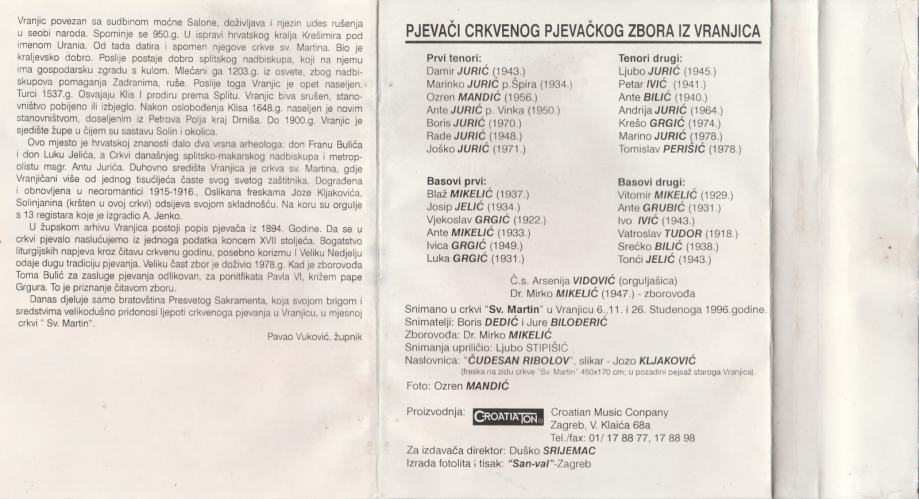 Vranjic povezan sa sudbinom moćne Salone, doživljava i njezin udes rušenja
u seobi naroda. Spominje se 950.g. U ispravi hrvatskog kralja Krešimira pod
imenom Urania. Od tada datira i spomen njegove crkve sv. Martina. Bio je
kraljevsko dobro. Poslije postaje dobro splitskog nadbiskupa, koji na njemu
ima gospodarsku zgradu s kulom. Mlečani ga 1203.g. iz osvete, zbog nadbi-
skupova pomaganja Zadranima, ruše. Poslije toga Vranjic je opet naseljen.
Turci 1537.g. Osvajaju Klis I prodiru prema Splitu. Vranjic biva srušen, stano-
vništvo pobijeno ili izbjeglo. Nakon oslobođenja Klisa 1648.g. naseljen je novim
stanovništvom, doseljenim iz Petrova Polja kraj Drniša. Do 1900.g. Vranjic je
sjedište župe u čijem su sastavu Solin i okolica.
Ovo mjesto je hrvatskoj znanosti dalo dva vrsna arheologa: don Franu Bulića
i don Luku Jelića, a Crkvi današnjeg splitsko-makarskog nadbiskupa i metrop-
olistu msgr. Antu Jurića. Duhovno središte Vranjica je crkva sv. Martina, gdje
Vranjičani više od jednog tisućljeća časte svog svetog zaštitnika. Dograđena
i obnovljena u neoromantici 1915-1916., Oslikana freskama Joze Kljakovića,
Solinjanina (kršten u ovoj crkvi) odsijeva svojom skladnošću. Na koru su orgulje
s 13 registara koje je izgradio A. Jenko.
U župskom arhivu Vranjica postoji popis pjevača iz 1894. Godine. Da se u
crkvi pjevalo naslućujemo iz jednoga podatka koncem XVII stoljeća. Bogatstvo
liturgijskih napjeva kroz čitavu crkvenu godinu, posebno korizmu i Veliku Nedjelju
odaje dugu tradiciju pjevanja. Veliku čast zbor je doživio 1978.g. Kad je zborovođa
Toma Bulić za zasluge pjevanja odlikovan, za ponitfikata Pavla VI, križem pape
Grgura. To je priznanje čitavom zboru.
Danas djeluje samo bratovština Presvetog Sakramenta, koja svojom brigom i
sredstvima velikodušno pridonosi ljepoti crkvenoga pjevanja u Vranjicu, u mjesnoj
crkvi " Sv. Martin".
Pavao Vuković, župnik
PJEVAČI CRKVENOG PJEVAČKOG ZBORA IZ VRANJICA
Prvi tenori:
Damir JURIĆ (1943.)
Marinko JURIĆ p.Špira (1934.)
Ozren MANDIĆ (1956.)
Ante JURIĆ p. Vinka (1950.)
Boris JURIĆ (1970.)
Rade JURIĆ (1948.)
Joško JURIĆ (1971.)
Tenori drugi:
Ljubo JURIĆ (1945.)
Petar IVIĆ (1941.)
Ante BILIĆ (1940.)
Andrija JURIĆ (1964.)
Krešo GRGIĆ (1974.)
Marino JURIĆ (1978.)
Tomislav PERIŠIĆ (1978.)
Basovi prvi:
Blaž MIKELIĆ (1937.)
Josip JELIĆ (1934.)
Vjekoslav GRGIĆ (1922.)
Ante MIKELIĆ (1933.)
Ivica GRGIĆ (1949.)
Luka GRGIĆ (1931.)
Basovi drugi:
Vitomir MIKELIĆ (1929.)
Ante GRUBIĆ (1931.)
Ivo IVIĆ (1943.)
Vatroslav TUDOR (1918.)
Srećko BILIĆ (1938.)
Tonći JELIĆ (1943.)
Č.s. Arsenija VIDOVIĆ (orguljašica)
Dr. Mirko MIKELIĆ (1947.) - zborovođa
Snimano u crkvi "Sv. Martin" u Vranjicu 6.,11. i 26. Studenoga 1996.godine.
Snimatelji: Boris DEDIĆ i Jure BILOĐERIĆ
Zborovođa: Dr. Mirko MIKELIĆ
Snimanja upriličio: Ljubo STIPIŠIĆ
Naslovnica: "ČUDESAN RIBOLOV", slikar - Jozo KLJAKOVIĆ
(freska na zidu crkve "Sv. Martin" 450x170 cm; u pozadini pejsaž staroga Vranjica)
Foto: Ozren MANDIĆ
Proizvodnja: CROATIA TON Croatian Music Conpany
Zagreb, V. Klaića 68a
Tel./fax: 01/ 17 88 77, 17 88 98
Za izdavača direktor: Duško SRIJEMAC
Izrada fotolita i tisak: "San-val"-Zagreb